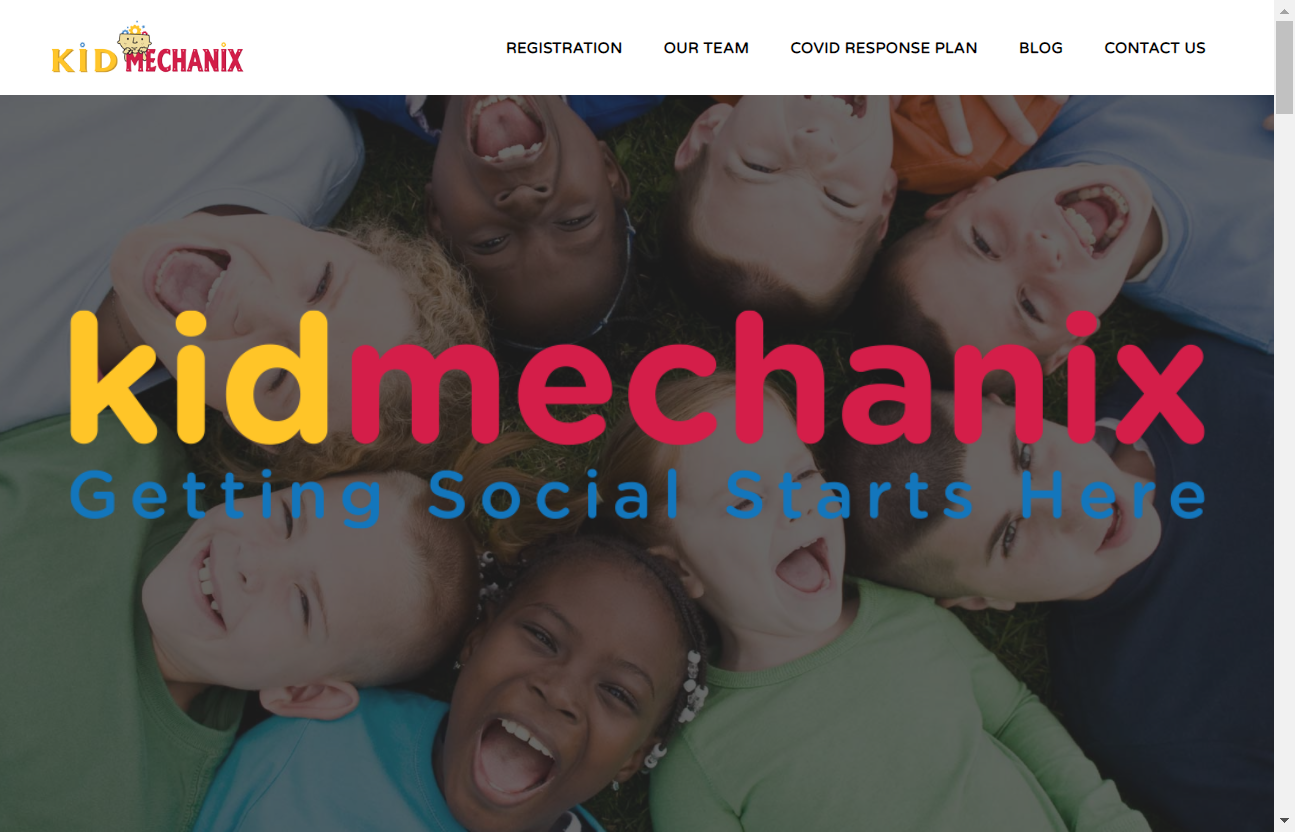 KID MECHANIX
REGISTRATION
OUR TEAM
COVID RESPONSE PLAN
BLOG
CONTACT US
kidmechanix
Getting Social Starts Here